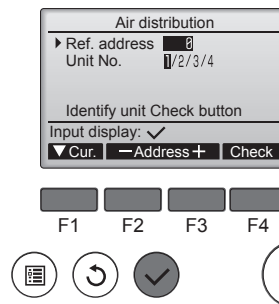 Air distribution
Ref. address 0
Unit No. 1/2/3/4
Identify unit Check button
Input display: ✓
▼Cur. −Address+ Check
F1 F2 F3 F4